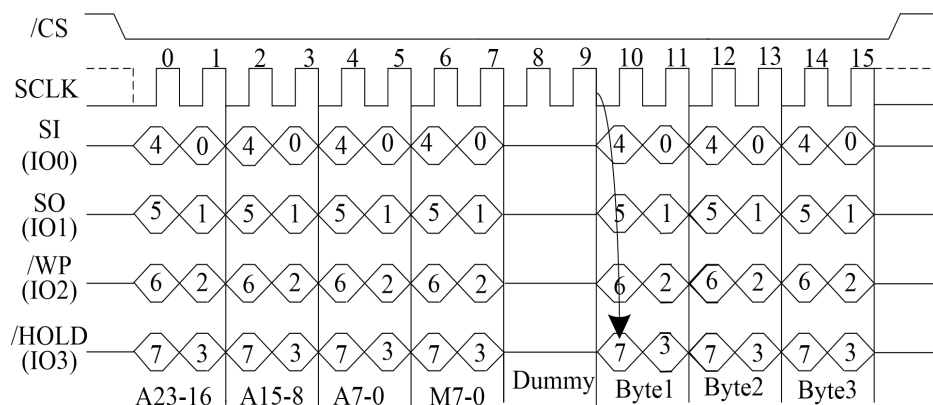 /CS
0 1 2 3 4 5 6 7 8 9 10 11 12 13 14 15
SCLK
SI
(IO0)
4 0 4 0 4 0 4 0 4 0 4 0 4 0
SO
(IO1)
5 1 5 1 5 1 5 1 5 1 5 1 5 1
/WP
(IO2)
6 2 6 2 6 2 6 2 6 2 6 2 6 2
/HOLD
(IO3)
7 3 7 3 7 3 7 3 7 3 7 3 7 3
A23-16 A15-8 A7-0 M7-0 Dummy Byte1 Byte2 Byte3